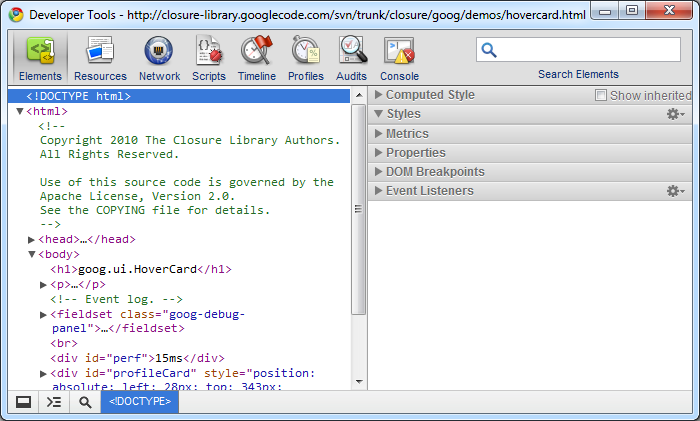 Developer Tools - http://closure-library.googlecode.com/svn/trunk/closure/goog/demos/hovercard.html
Elements Resources Network Scripts Timeline Profiles Audits Console
Search Elements
<!DOCTYPE html>
<html>
<!--
Copyright 2010 The Closure Library Authors.
All Rights Reserved.
Use of this source code is governed by the
Apache License, Version 2.0.
See the COPYING file for details.
-->
<head>…</head>
<body>
<h1>goog.ui.HoverCard</h1>
<p>…</p>
<!-- Event log. -->
<fieldset class="goog-debug-
panel">…</fieldset>
<br>
<div id="perf">15ms</div>
<div id="profileCard" style="position:
absolute; left: 28px; top: 343px;
Computed Style Show inherited
Styles
Metrics
Properties
DOM Breakpoints
Event Listeners
<!DOCTYPE>